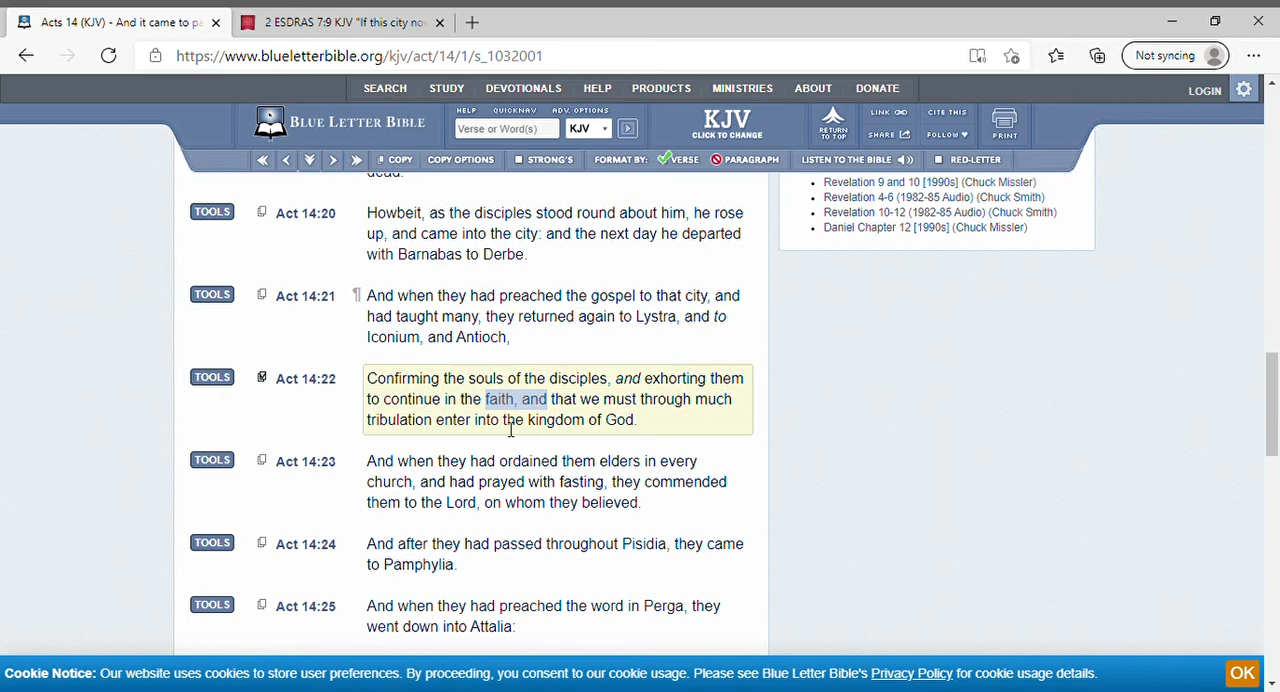 Acts 14 (KJV) - And it came to pa
2 ESDRAS 7:9 KJV "If this city no
https://www.blueletterbible.org/kjv/act/14/1/s_1032001
Not syncing
SEARCH STUDY DEVOTIONALS HELP PRODUCTS MINISTRIES ABOUT DONATE
LOGIN
BLUE LETTER BIBLE
HELP QUICKNAV ADV. OPTIONS
Verse or Word(s) KJV
KJV
CLICK TO CHANGE
RETURN
TO TOP
LINK CITE THIS
SHARE FOLLOW
PRINT
COPY COPY OPTIONS STRONG'S FORMAT BY: VERSE PARAGRAPH LISTEN TO THE BIBLE RED-LETTER
dead.
TOOLS Act 14:20 Howbeit, as the disciples stood round about him, he rose
up, and came into the city: and the next day he departed
with Barnabas to Derbe.
TOOLS Act 14:21 ¶ And when they had preached the gospel to that city, and
had taught many, they returned again to Lystra, and to
Iconium, and Antioch,
TOOLS Act 14:22 Confirming the souls of the disciples, and exhorting them
to continue in the faith, and that we must through much
tribulation enter into the kingdom of God.
TOOLS Act 14:23 And when they had ordained them elders in every
church, and had prayed with fasting, they commended
them to the Lord, on whom they believed.
TOOLS Act 14:24 And after they had passed throughout Pisidia, they came
to Pamphylia.
TOOLS Act 14:25 And when they had preached the word in Perga, they
went down into Attalia:
Revelation 9 and 10 [1990s] (Chuck Missler)
Revelation 4-6 (1982-85 Audio) (Chuck Smith)
Revelation 10-12 (1982-85 Audio) (Chuck Smith)
Daniel Chapter 12 [1990s] (Chuck Missler)
Cookie Notice: Our website uses cookies to store user preferences. By proceeding, you consent to our cookie usage. Please see Blue Letter Bible's Privacy Policy for cookie usage details.
OK